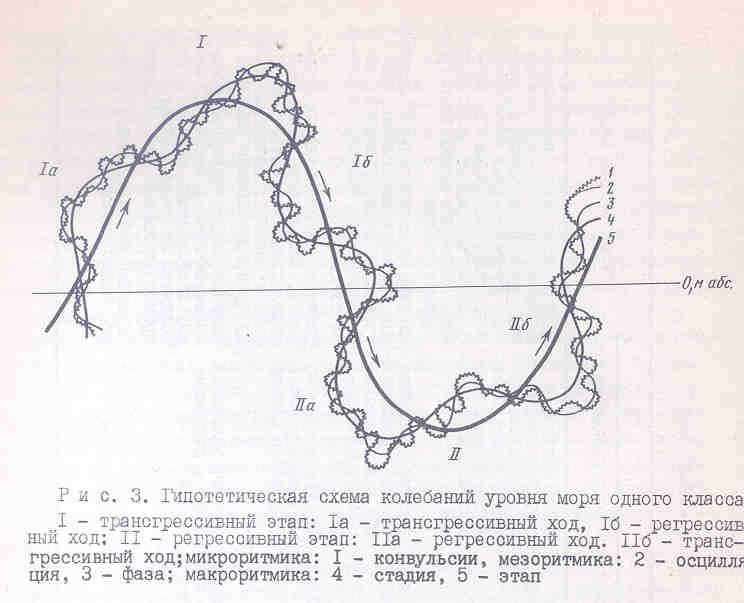 I
Iа
Iб
1
2
3
4
5
0,м абс.
IIб
IIа
II
Р и с. 3. Гипотетическая схема колебаний уровня моря одного класса
I – трансгрессивный этап: Iа – трансгрессивный ход, Iб – регрессив
ный ход; II – регрессивный этап: IIа – регрессивный ход. IIб – транс-
грессивный ход;микроритмика: I – конвульсии, мезоритмика: 2 – осцилля
ция, 3 – фаза; макроритмика: 4 – стадия, 5 – этап